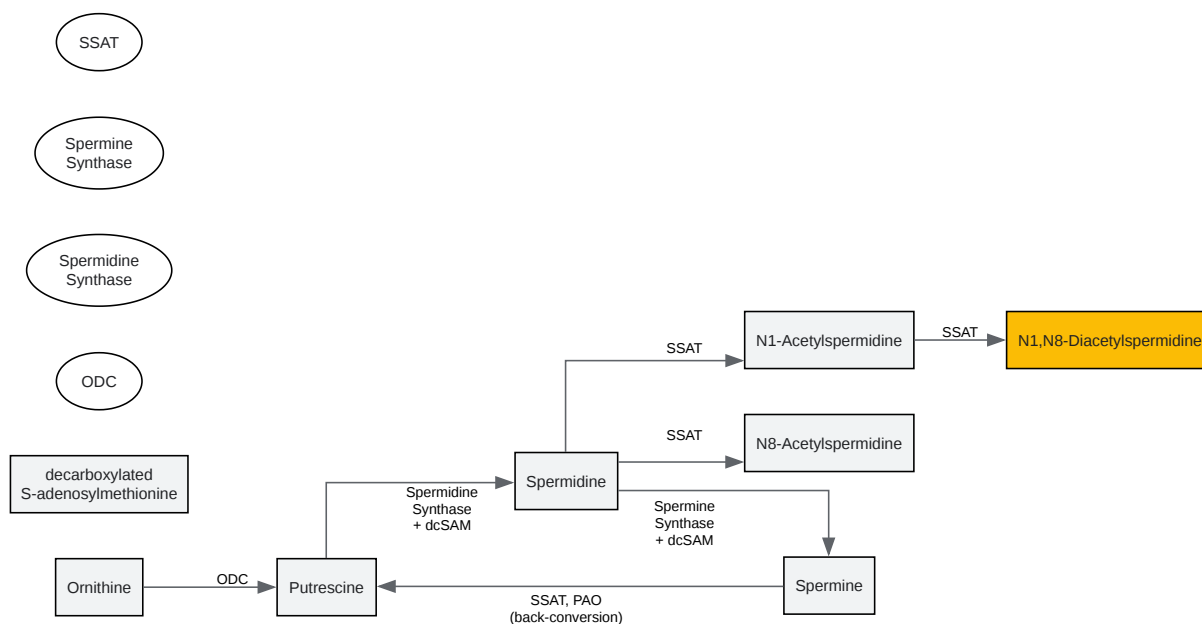 SSAT
Spermine
Synthase
Spermidine
Synthase
ODC
decarboxylated
S-adenosylmethionine
Ornithine
ODC
Putrescine
Spermidine
Synthase
+ dcSAM
Spermidine
SSAT
N1-Acetylspermidine
SSAT
N1,N8-Diacetylspermidine
SSAT
N8-Acetylspermidine
Spermine
Synthase
+ dcSAM
Spermine
SSAT, PAO
(back-conversion)